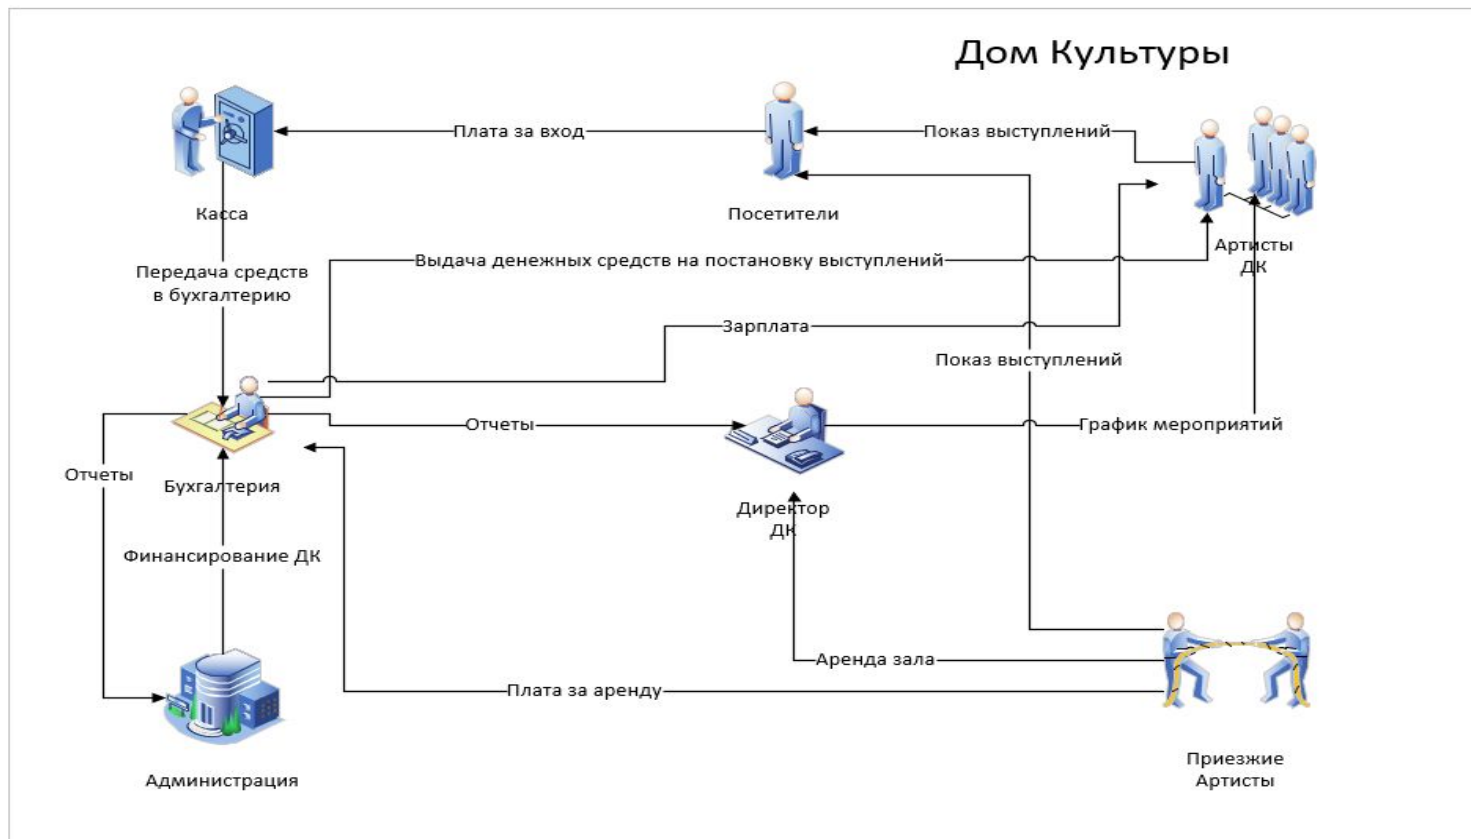 Дом Культуры
Плата за вход
Показ выступлений
Касса
Посетители
Артисты
ДК
Передача средств
в бухгалтерию
Выдача денежных средств на постановку выступлений
Зарплата
Показ выступлений
Отчеты
График мероприятий
Отчеты
Бухгалтерия
Директор
ДК
Финансирование ДК
Аренда зала
Плата за аренду
Администрация
Приезжие
Артисты